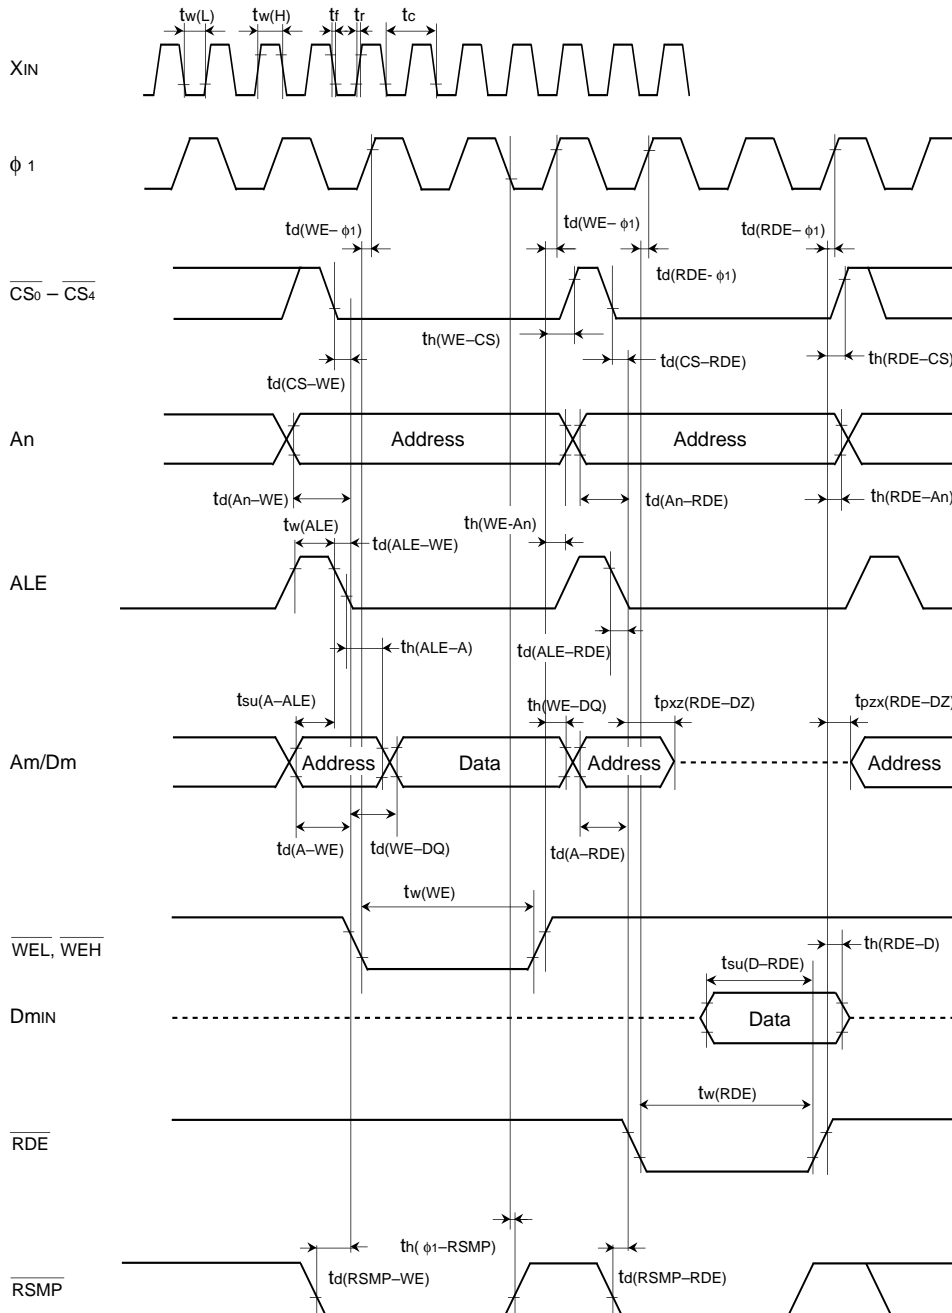 tw(L) tw(H) tf tr tc
XIN
ϕ 1
td(WE– ϕ1) td(WE– ϕ1) td(RDE– ϕ1)
td(RDE- ϕ1)
CS0 – CS4
th(WE–CS)
td(CS–WE) td(CS–RDE) th(RDE–CS)
An Address Address
td(An–WE) td(An–RDE) th(RDE–An)
tw(ALE) th(WE-An)
td(ALE–WE)
ALE
th(ALE–A) td(ALE–RDE)
tsu(A–ALE) th(WE–DQ) tpxz(RDE–DZ) tpzx(RDE–DZ)
Am/Dm Address Data Address Address
td(A–WE) td(WE–DQ) td(A–RDE)
tw(WE)
WEL, WEH th(RDE–D)
tsu(D–RDE)
DmIN Data
tw(RDE)
RDE
th( ϕ1–RSMP)
td(RSMP–WE) td(RSMP–RDE)
RSMP